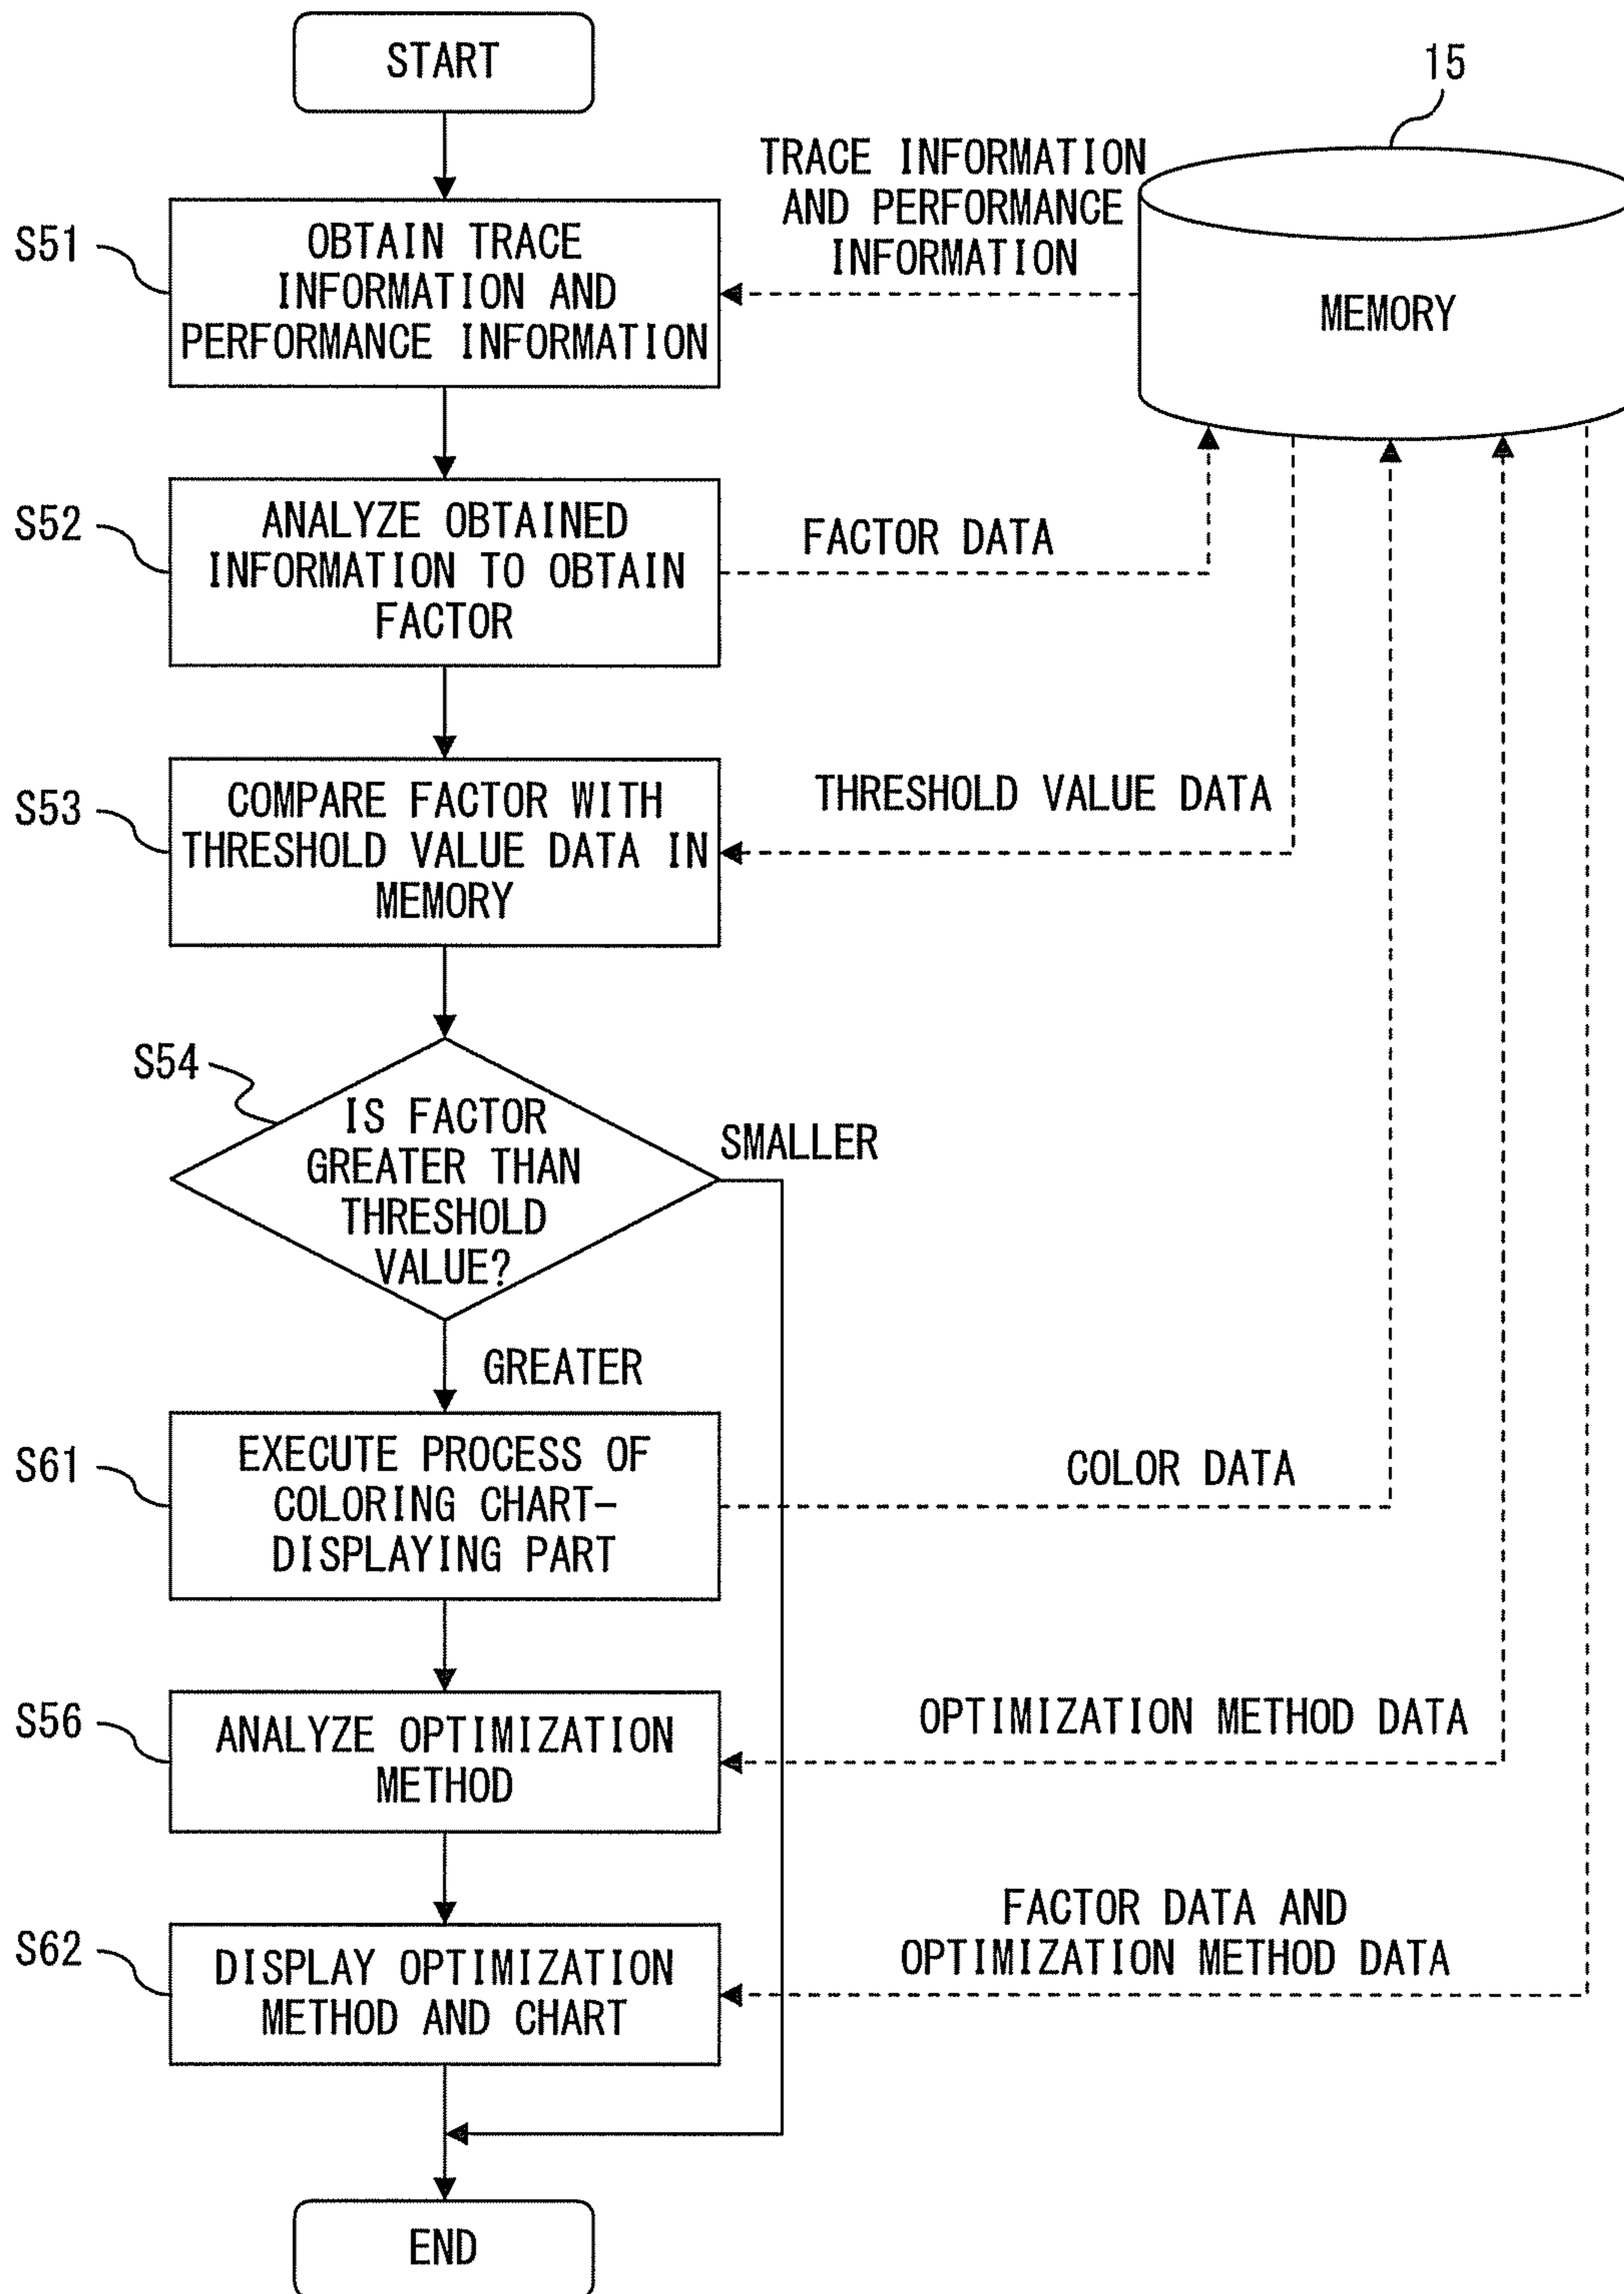 START
15
TRACE INFORMATION
AND PERFORMANCE
INFORMATION
S51
OBTAIN TRACE
INFORMATION AND
PERFORMANCE INFORMATION
MEMORY
S52
ANALYZE OBTAINED
INFORMATION TO OBTAIN
FACTOR
FACTOR DATA
S53
COMPARE FACTOR WITH
THRESHOLD VALUE DATA IN
MEMORY
THRESHOLD VALUE DATA
S54
IS FACTOR
GREATER THAN
THRESHOLD
VALUE?
SMALLER
GREATER
S61
EXECUTE PROCESS OF
COLORING CHART-
DISPLAYING PART
COLOR DATA
S56
ANALYZE OPTIMIZATION
METHOD
OPTIMIZATION METHOD DATA
S62
DISPLAY OPTIMIZATION
METHOD AND CHART
FACTOR DATA AND
OPTIMIZATION METHOD DATA
END